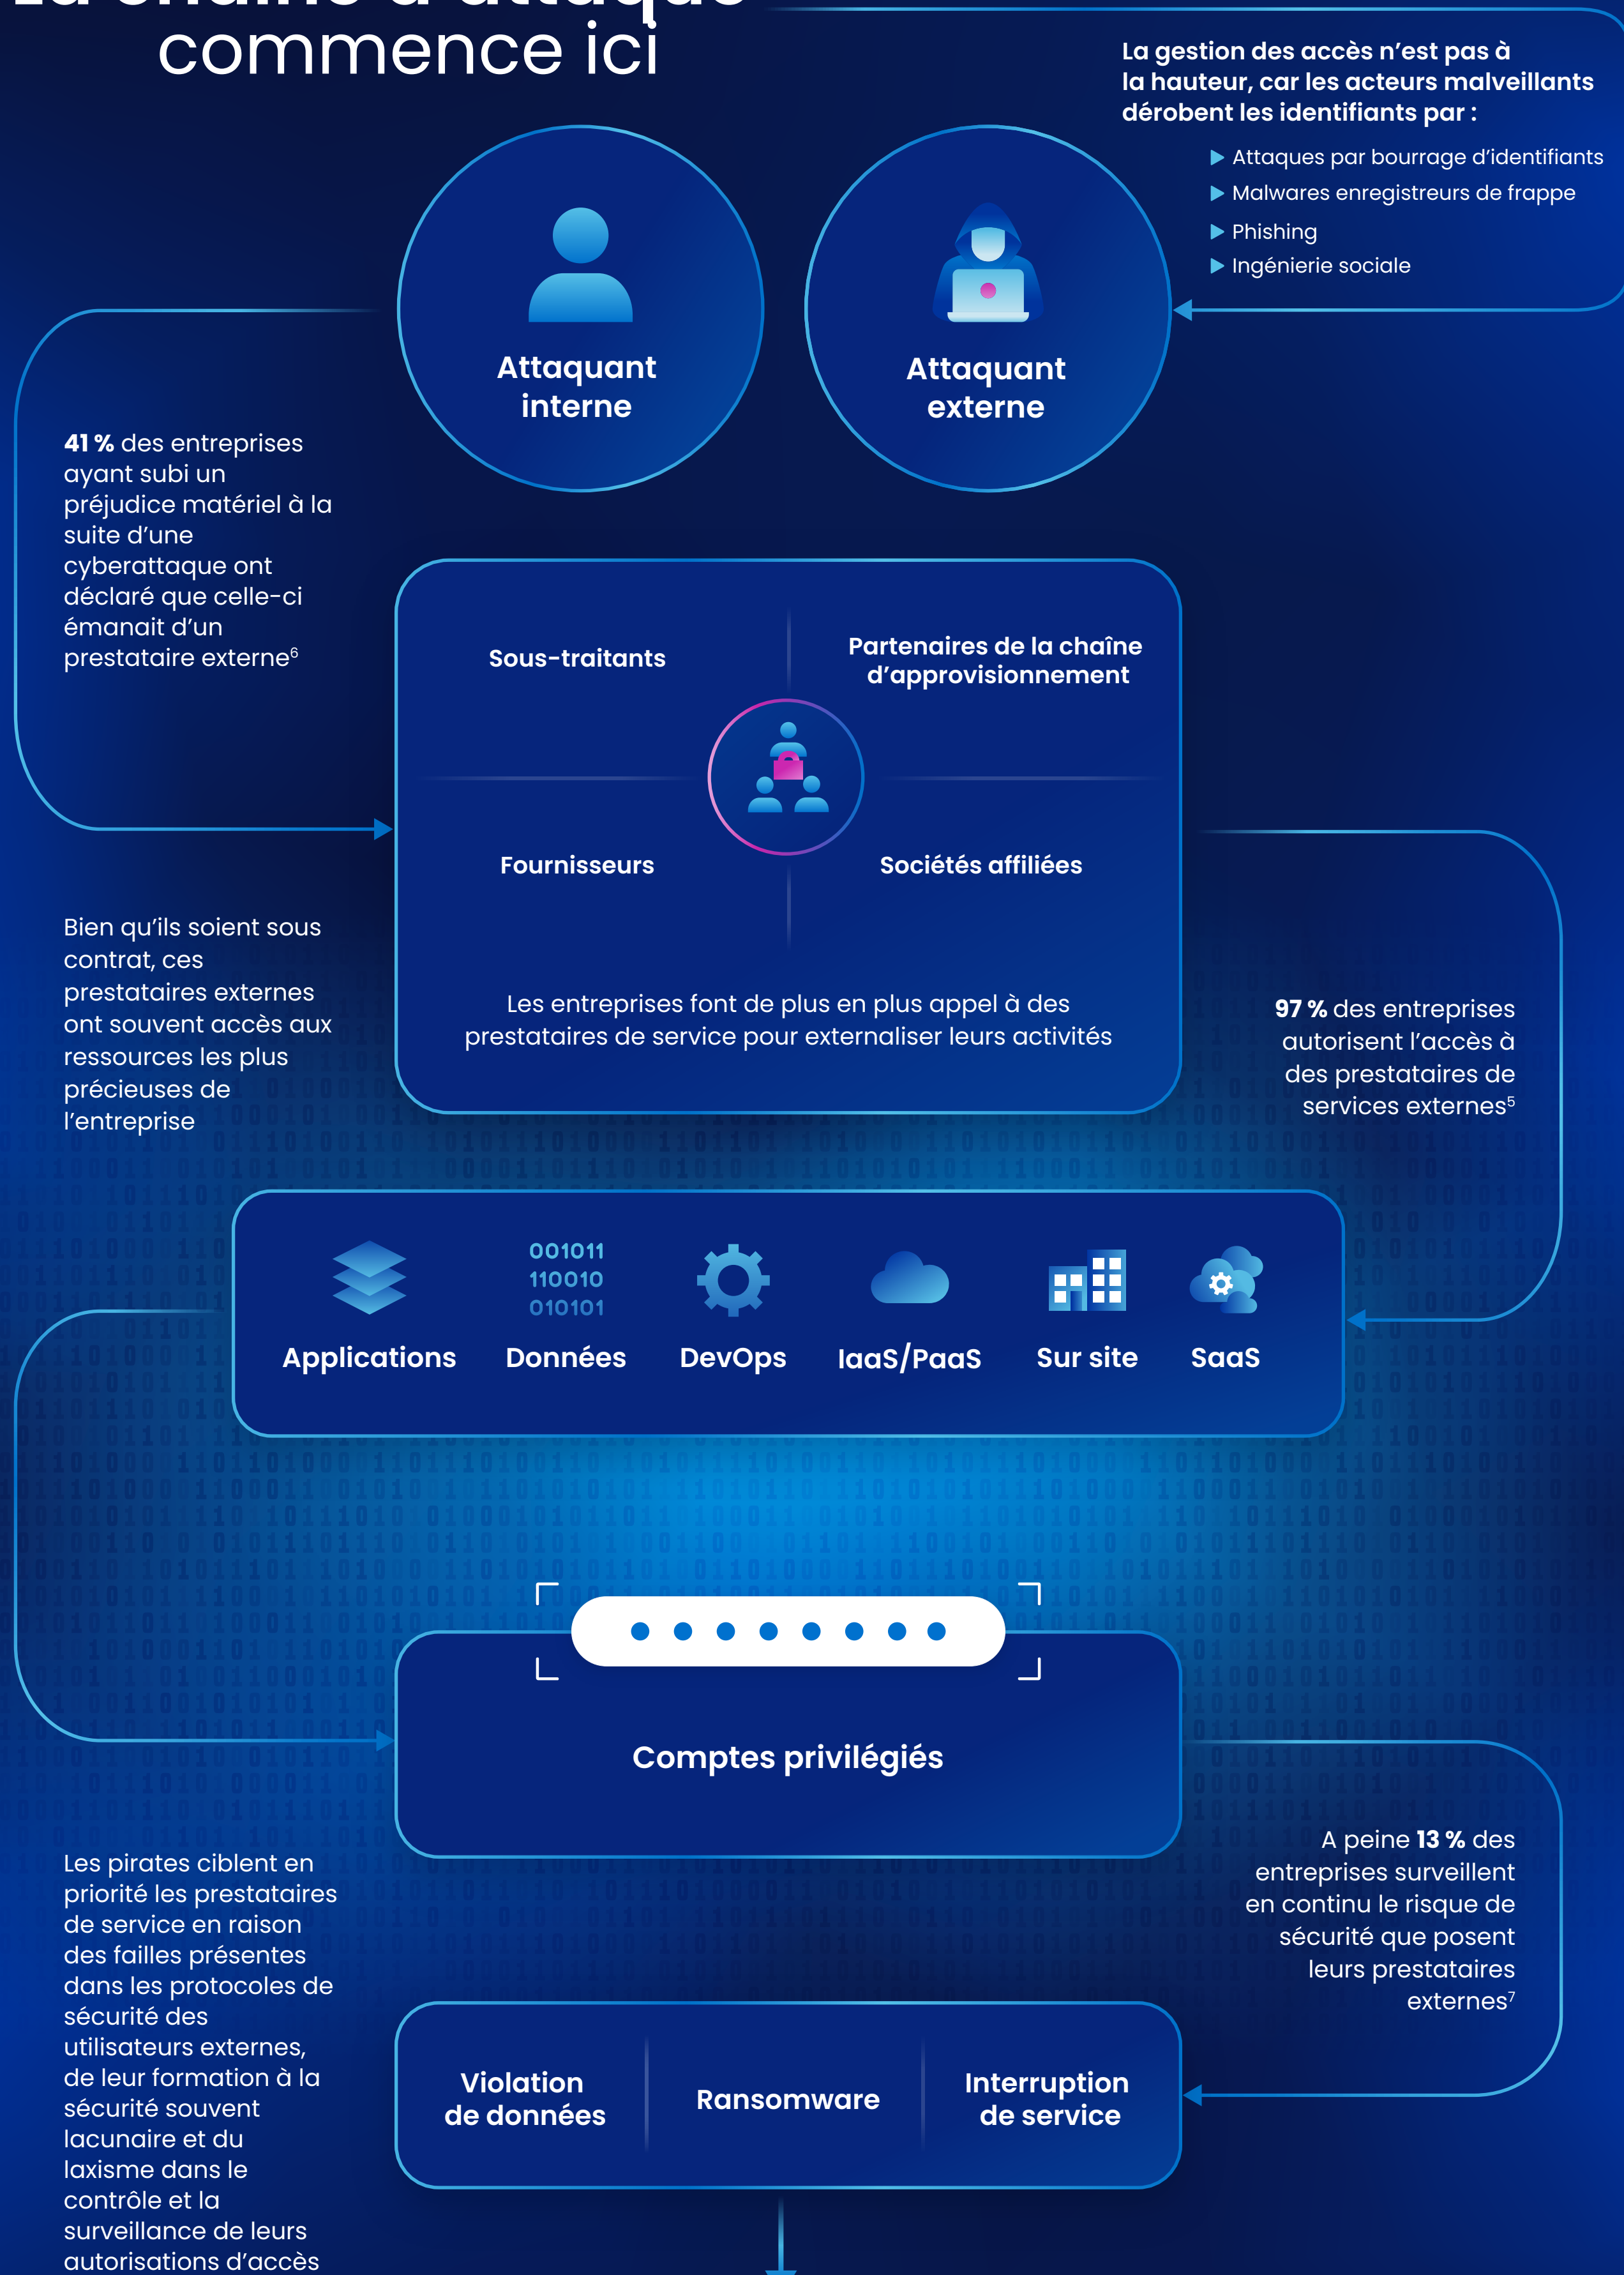 La chaîne d'attaque
commence ici
La gestion des accès n'est pas à
la hauteur, car les acteurs malveillants
dérobent les identifiants par :
Attaques par bourrage d'identifiants
Malwares enregistreurs de frappe
Phishing
Ingénierie sociale
Attaquant
interne
Attaquant
externe
41 % des entreprises
ayant subi un
préjudice matériel à la
suite d'une
cyberattaque ont
déclaré que celle-ci
émanait d'un
prestataire externe⁶
Sous-traitants
Partenaires de la chaîne
d'approvisionnement
Fournisseurs
Sociétés affiliées
Les entreprises font de plus en plus appel à des
prestataires de service pour externaliser leurs activités
Bien qu'ils soient sous
contrat, ces
prestataires externes
ont souvent accès aux
ressources les plus
précieuses de
l'entreprise
97 % des entreprises
autorisent l'accès à
des prestataires de
services externes⁵
001011
110010
010101
Applications
Données
DevOps
IaaS/PaaS
Sur site
SaaS
Comptes privilégiés
Les pirates ciblent en
priorité les prestataires
de service en raison
des failles présentes
dans les protocoles de
sécurité des
utilisateurs externes,
de leur formation à la
sécurité souvent
lacunaire et du
laxisme dans le
contrôle et la
surveillance de leurs
autorisations d'accès
A peine 13 % des
entreprises surveillent
en continu le risque de
sécurité que posent
leurs prestataires
externes⁷
Violation
de données
Ransomware
Interruption
de service